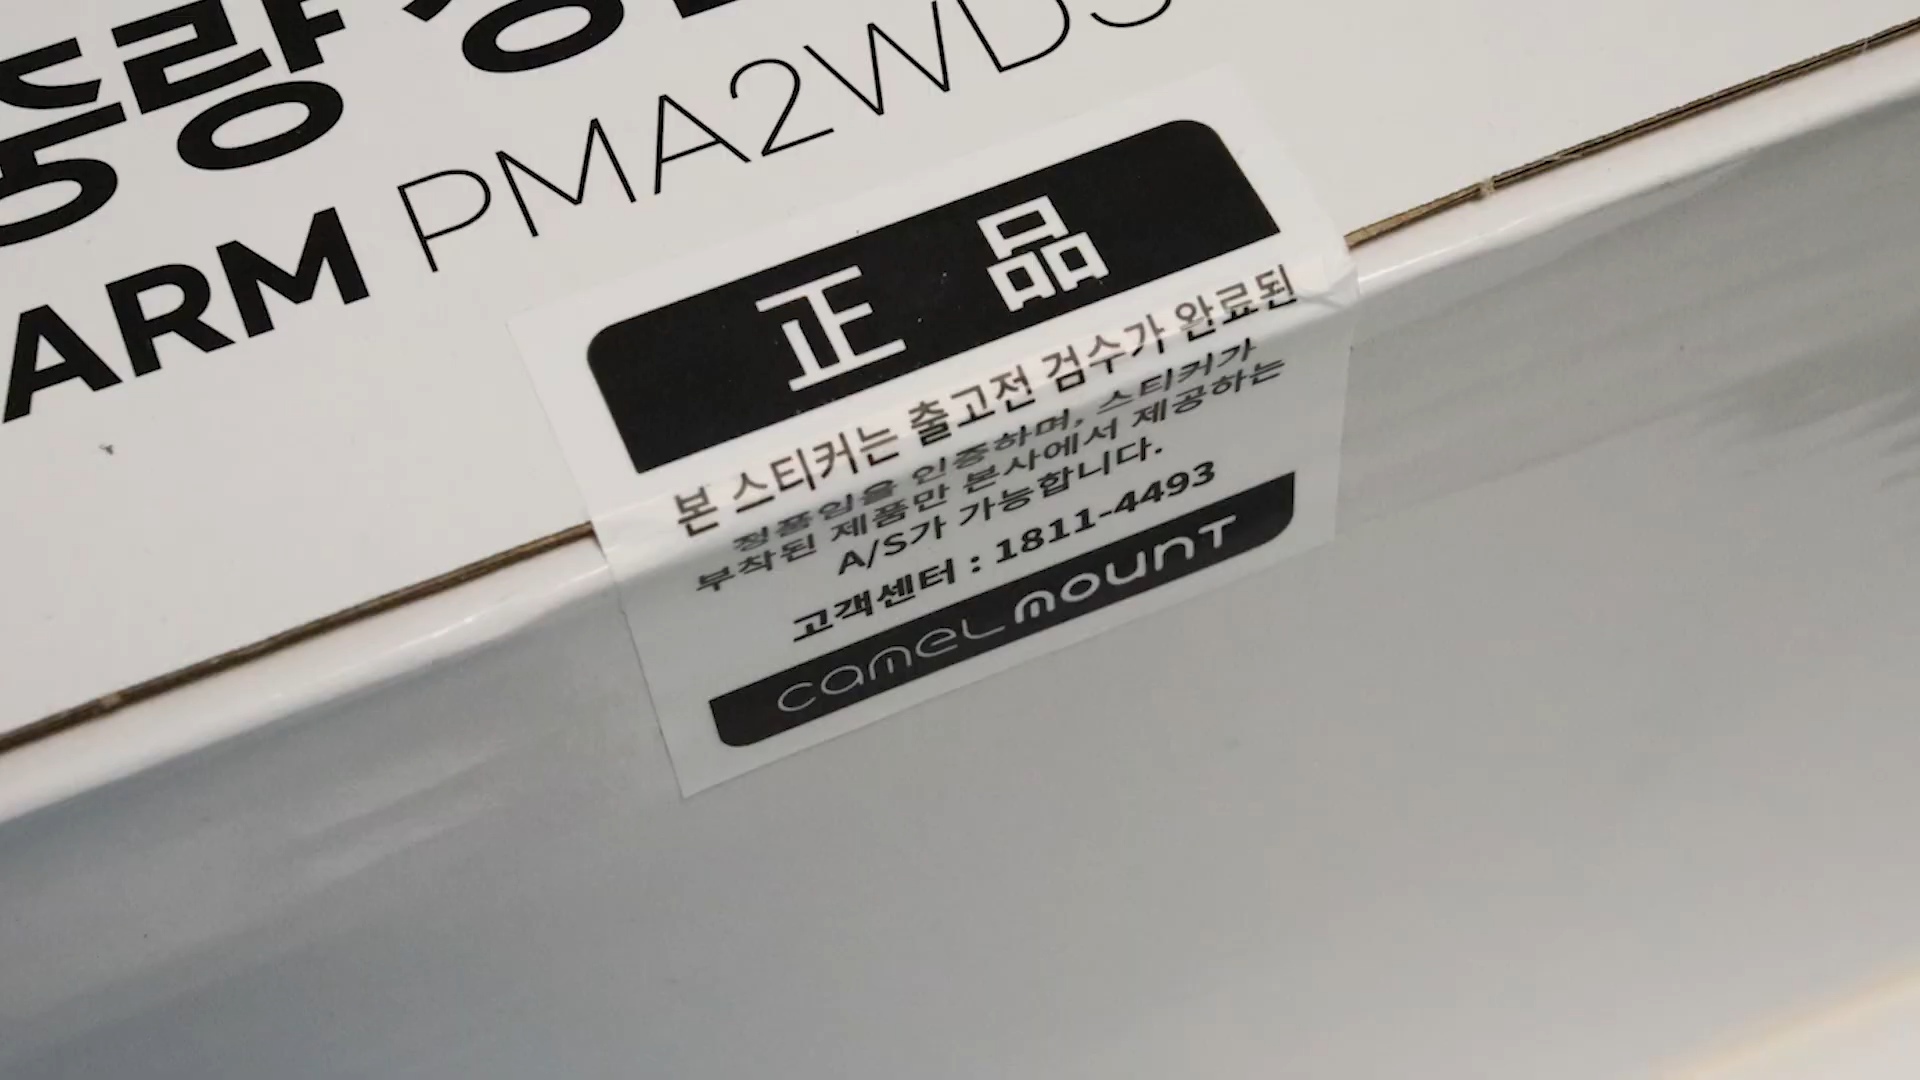 중량
ARM PMA2WDS
正品
본 스티커는 출고전 검수가 완료된
정품임을 인증하며, 스티커가
부착된 제품만 본사에서 제공하는
A/S가 가능합니다.
고객센터 : 1811-4493
camel mount